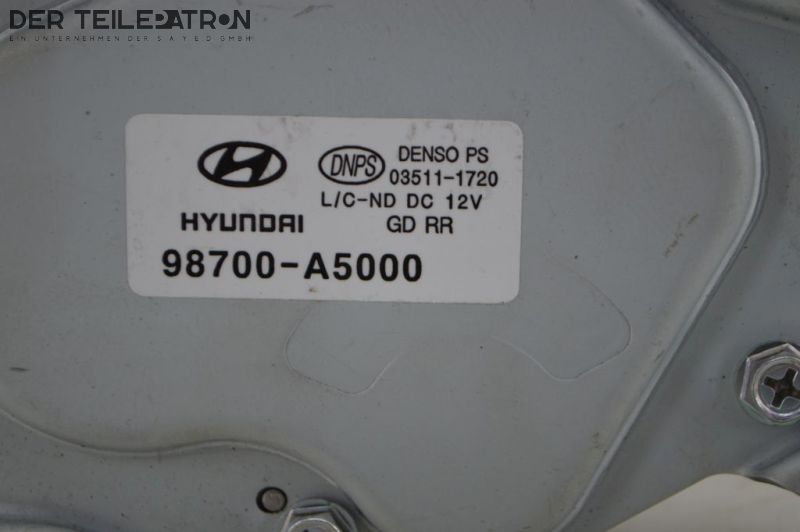 DER TEILEPATRON
EIN UNTERNEHMEN DER S A Y E D GMBH
DNPS
DENSO PS
03511-1720
L/C-ND DC 12V
HYUNDAI
GD RR
98700-A5000